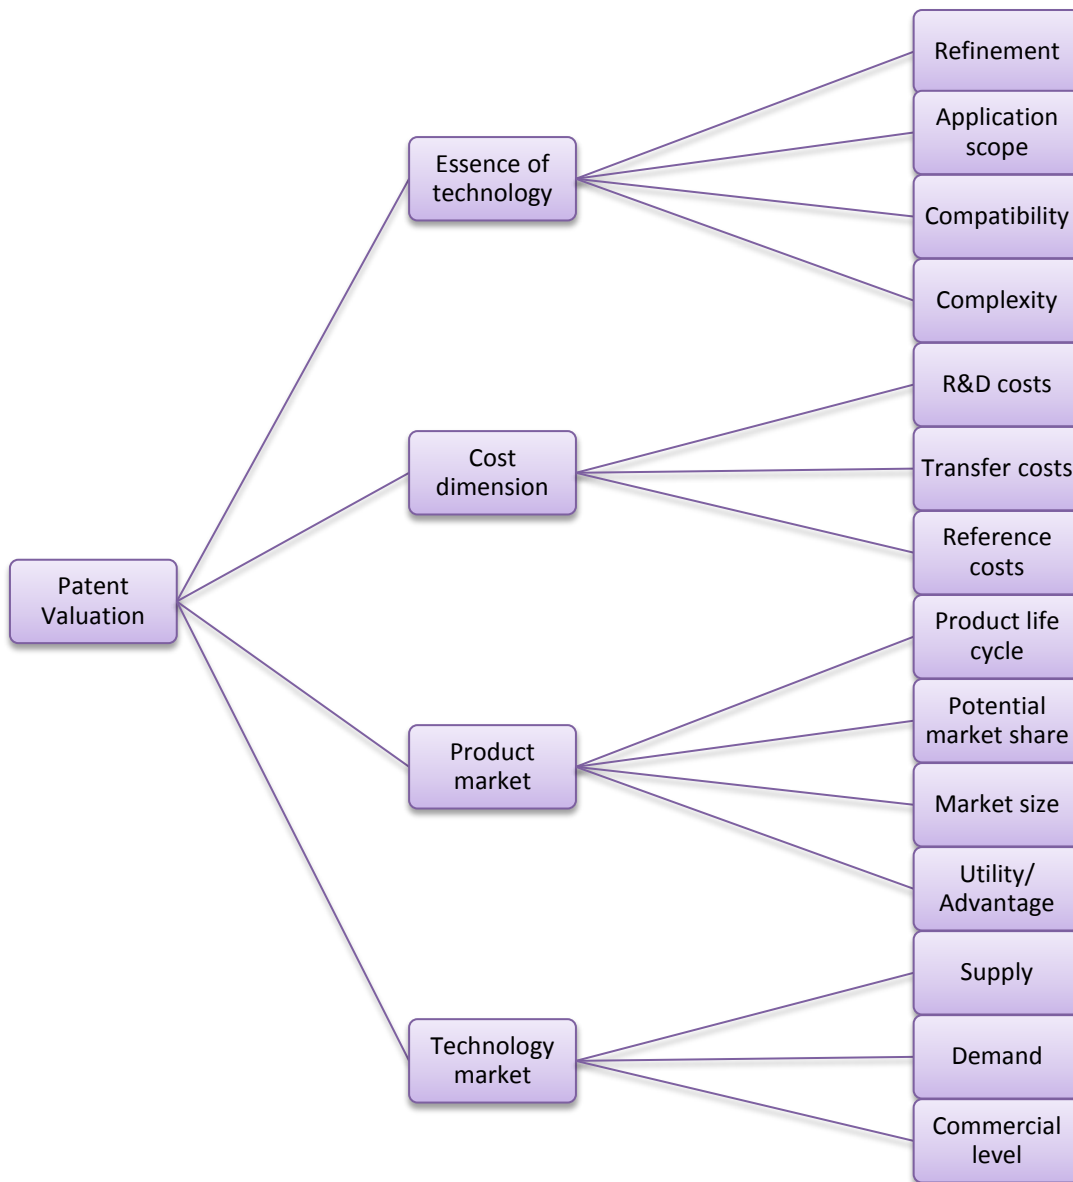 Patent
Valuation
Essence of
technology
Refinement
Application
scope
Compatibility
Complexity
Cost
dimension
R&D costs
Transfer costs
Reference
costs
Product
market
Product life
cycle
Potential
market share
Market size
Utility/
Advantage
Technology
market
Supply
Demand
Commercial
level